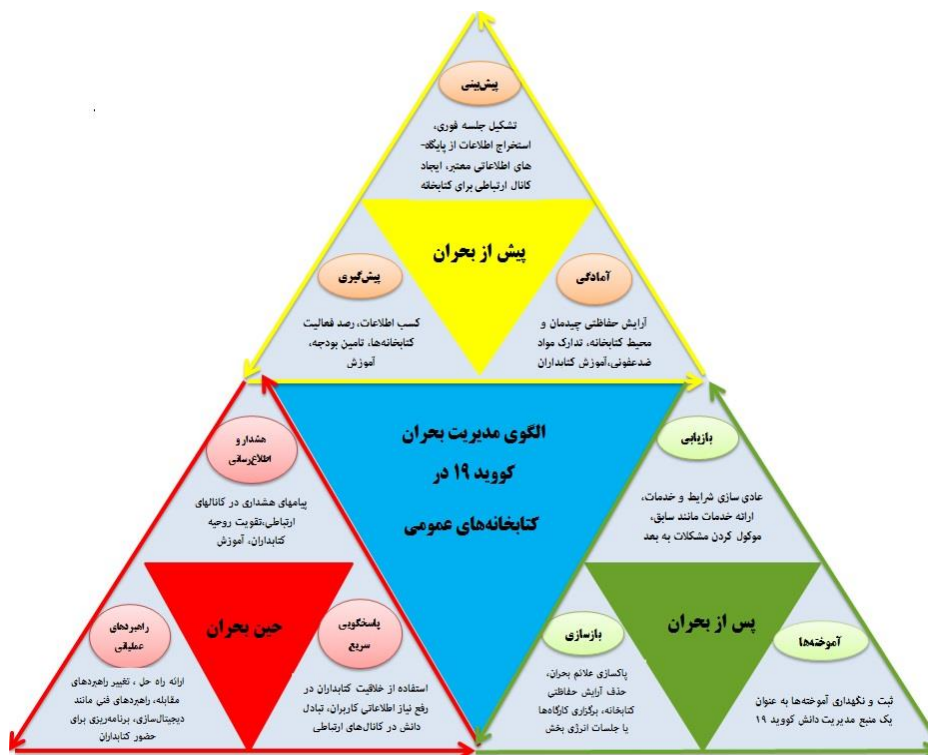 پیش‌بینی
تشکیل جلسه فوری،
استخراج اطلاعات از پایگاه-
های اطلاعاتی معتبر، ایجاد
کانال ارتباطی برای کتابخانه
پیش از بحران
آمادگی
آرایش حفاظتی چیدمان و
محیط کتابخانه، تدارک مواد
ضدعفونی،آموزش کتابداران
پیش‌گیری
کسب اطلاعات، رصد فعالیت
کتابخانه‌ها، تامین بودجه،
آموزش
الگوی مدیریت بحران
کووید ۱۹ در
کتابخانه‌های عمومی
بازیابی
عادی سازی شرایط و خدمات،
ارائه خدمات مانند سابق،
موکول کردن مشکلات به بعد
پس از بحران
آموخته‌ها
ثبت و نگهداری آموخته‌ها به عنوان
یک منبع مدیریت دانش کووید ۱۹
بازسازی
پاکسازی علائم بحران،
حذف آرایش حفاظتی
کتابخانه، برگزاری کارگاه‌ها
یا جلسات انرژی بخش
هشدار و
اطلاع‌رسانی
پیامهای هشداری در کانالهای
ارتباطی،تقویت روحیه
کتابداران، آموزش
حین بحران
پاسخگویی
سریع
استفاده از خلاقیت کتابداران در
رفع نیاز اطلاعاتی کاربران، تبادل
دانش در کانال‌های ارتباطی
راهبردهای
عملیاتی
ارائه راه حل ، تغییر راهبردهای
مقابله، راهبردهای فنی مانند
دیجیتال‌سازی، برنامه‌ریزی برای
حضور کتابداران